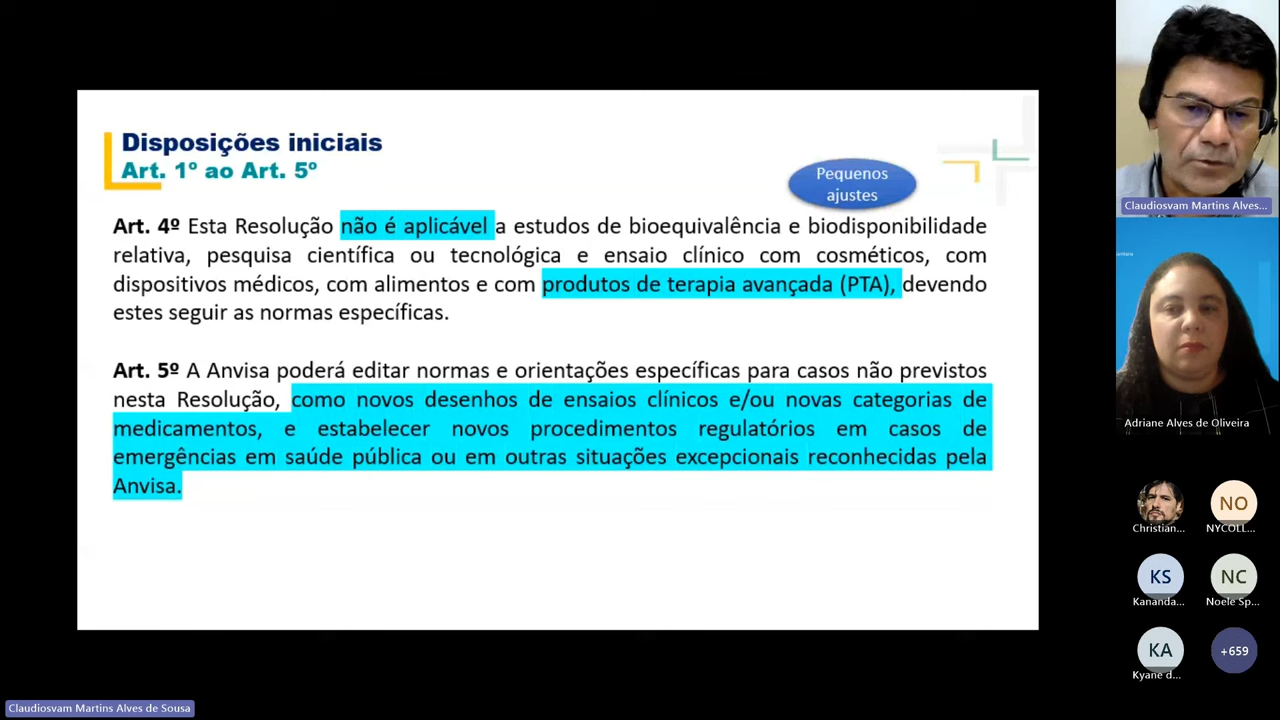 Disposições iniciais
Art. 1º ao Art. 5º
Pequenos
ajustes
Art. 4º Esta Resolução não é aplicável a estudos de bioequivalência e biodisponibilidade
relativa, pesquisa científica ou tecnológica e ensaio clínico com cosméticos, com
dispositivos médicos, com alimentos e com produtos de terapia avançada (PTA), devendo
estes seguir as normas específicas.
Art. 5º A Anvisa poderá editar normas e orientações específicas para casos não previstos
nesta Resolução, como novos desenhos de ensaios clínicos e/ou novas categorias de
medicamentos, e estabelecer novos procedimentos regulatórios em casos de
emergências em saúde pública ou em outras situações excepcionais reconhecidas pela
Anvisa.
Claudiosvam Martins Alves...
Adriane Alves de Oliveira
Christian...
NO
NYCOLL...
KS
Kananda...
NC
Noele Sp...
KA
Kyane d...
+659
Claudiosvam Martins Alves de Sousa